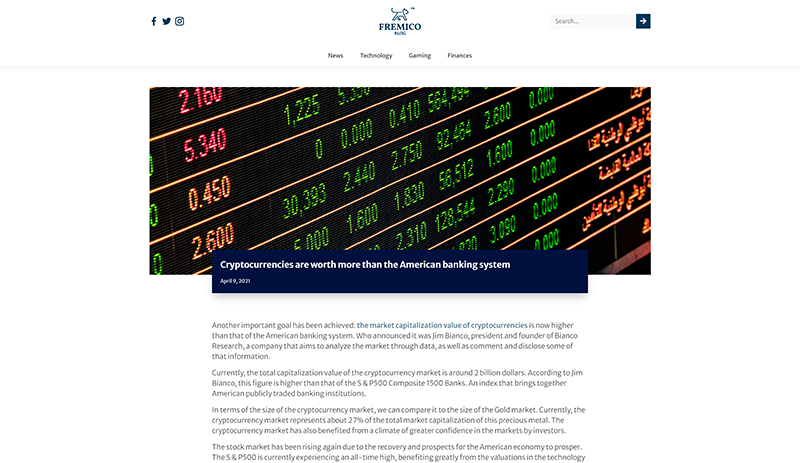 FREMICO
BLOG
Search...
News Technology Gaming Finances
2.160
1,225
5.340
0
0.000
0.410
564,494
0.450
30,393
2.440
2.750
92,464
2.600
0.000
2.600
5.000
1.600
1.830
56,512
1.600
0.000
2.310
128,544
2.290
0.000
3.090
0.000
Cryptocurrencies are worth more than the American banking system
April 9, 2021
Another important goal has been achieved: the market capitalization value of cryptocurrencies is now higher
than that of the American banking system. Who announced it was Jim Bianco, president and founder of Bianco
Research, a company that aims to analyze the market through data, as well as comment and disclose some of
that information.
Currently, the total capitalization value of the cryptocurrency market is around 2 billion dollars. According to Jim
Bianco, this figure is higher than that of the S & P500 Composite 1500 Banks. An index that brings together
American publicly traded banking institutions.
In terms of the size of the cryptocurrency market, we can compare it to the size of the Gold market. Currently, the
cryptocurrency market represents about 27% of the total market capitalization of this precious metal. The
cryptocurrency market has also benefited from a climate of greater confidence in the markets by investors.
The stock market has been rising again due to the recovery and prospects for the American economy to prosper.
The S & P500 is currently experiencing an all-time high, benefiting greatly from the valuations in the technology